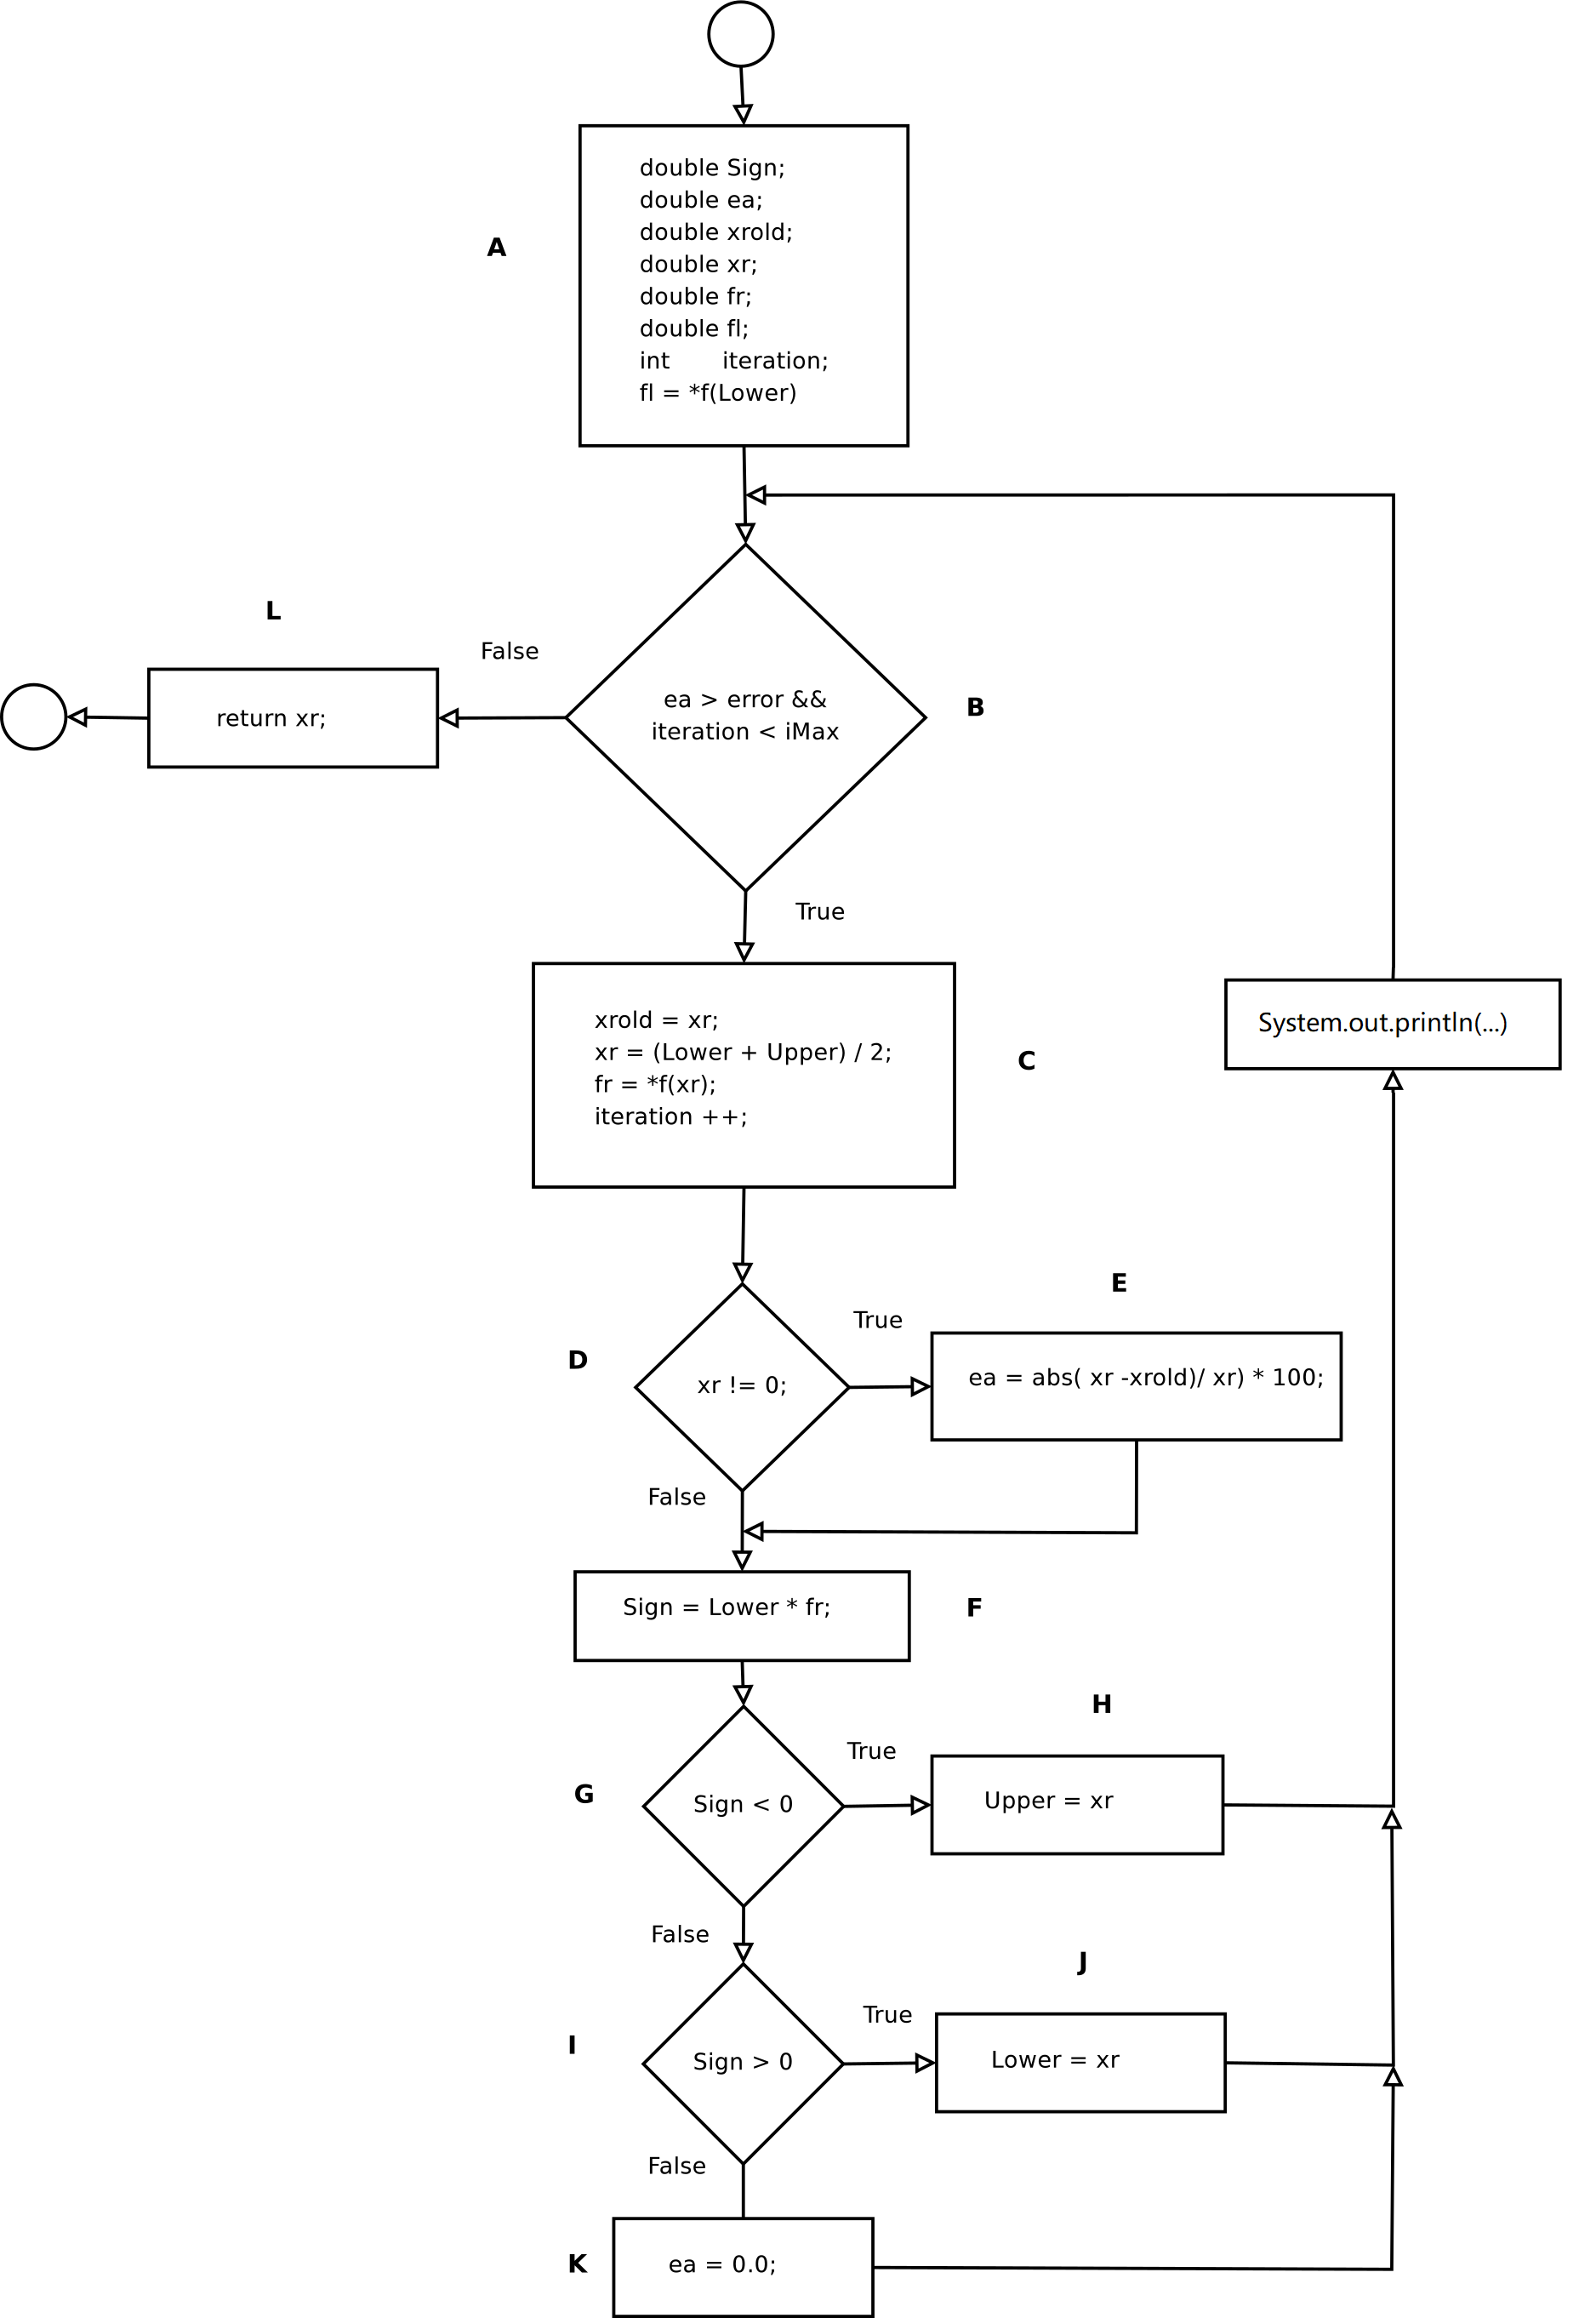 A
double Sign;
double ea;
double xrold;
double xr;
double fr;
double fl;
int iteration;
fl = *f(Lower)
L
False
return xr;
ea > error &&
iteration < iMax
B
True
xrold = xr;
xr = (Lower + Upper) / 2;
fr = *f(xr);
iteration ++;
C
System.out.println(...)
E
True
D
xr != 0;
ea = abs( xr -xrold)/ xr) * 100;
False
Sign = Lower * fr;
F
H
True
G
Sign < 0
Upper = xr
False
J
True
I
Sign > 0
Lower = xr
False
K
ea = 0.0;